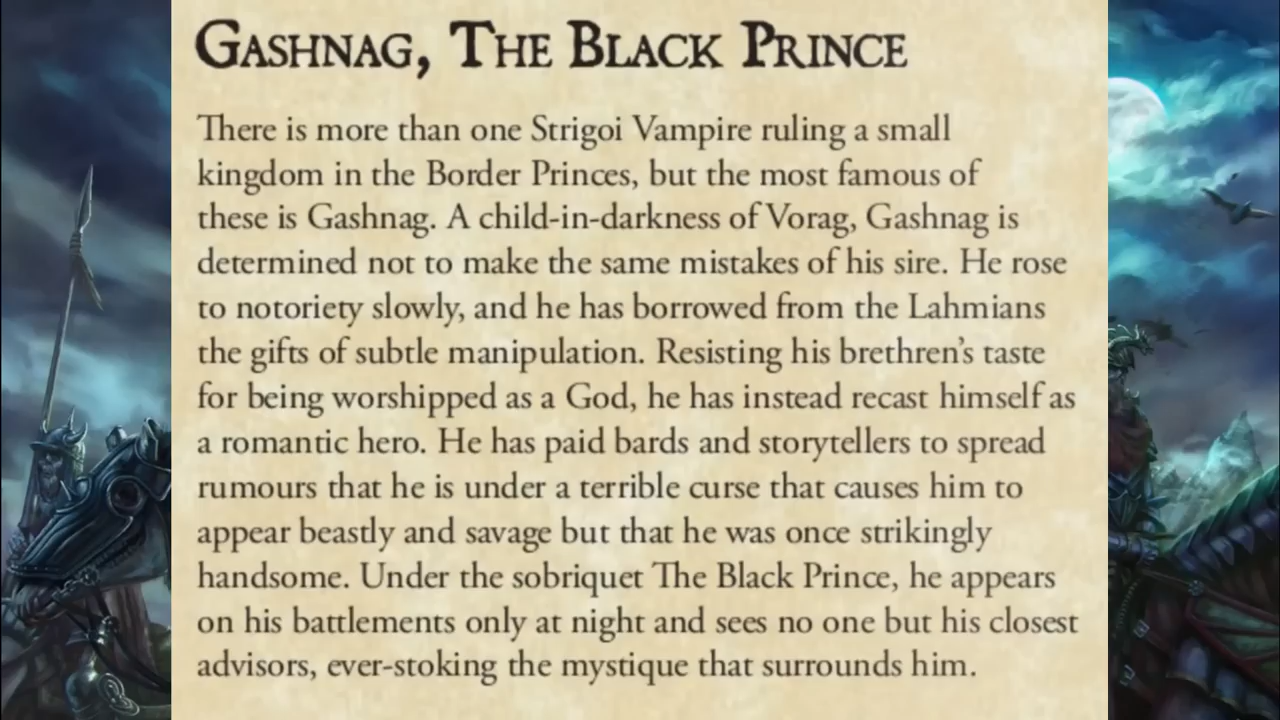 Gashnag, The Black Prince
There is more than one Strigoi Vampire ruling a small
kingdom in the Border Princes, but the most famous of
these is Gashnag. A child-in-darkness of Vorag, Gashnag is
determined not to make the same mistakes of his sire. He rose
to notoriety slowly, and he has borrowed from the Lahmians
the gifts of subtle manipulation. Resisting his brethren's taste
for being worshipped as a God, he has instead recast himself as
a romantic hero. He has paid bards and storytellers to spread
rumours that he is under a terrible curse that causes him to
appear beastly and savage but that he was once strikingly
handsome. Under the sobriquet The Black Prince, he appears
on his battlements only at night and sees no one but his closest
advisors, ever-stoking the mystique that surrounds him.